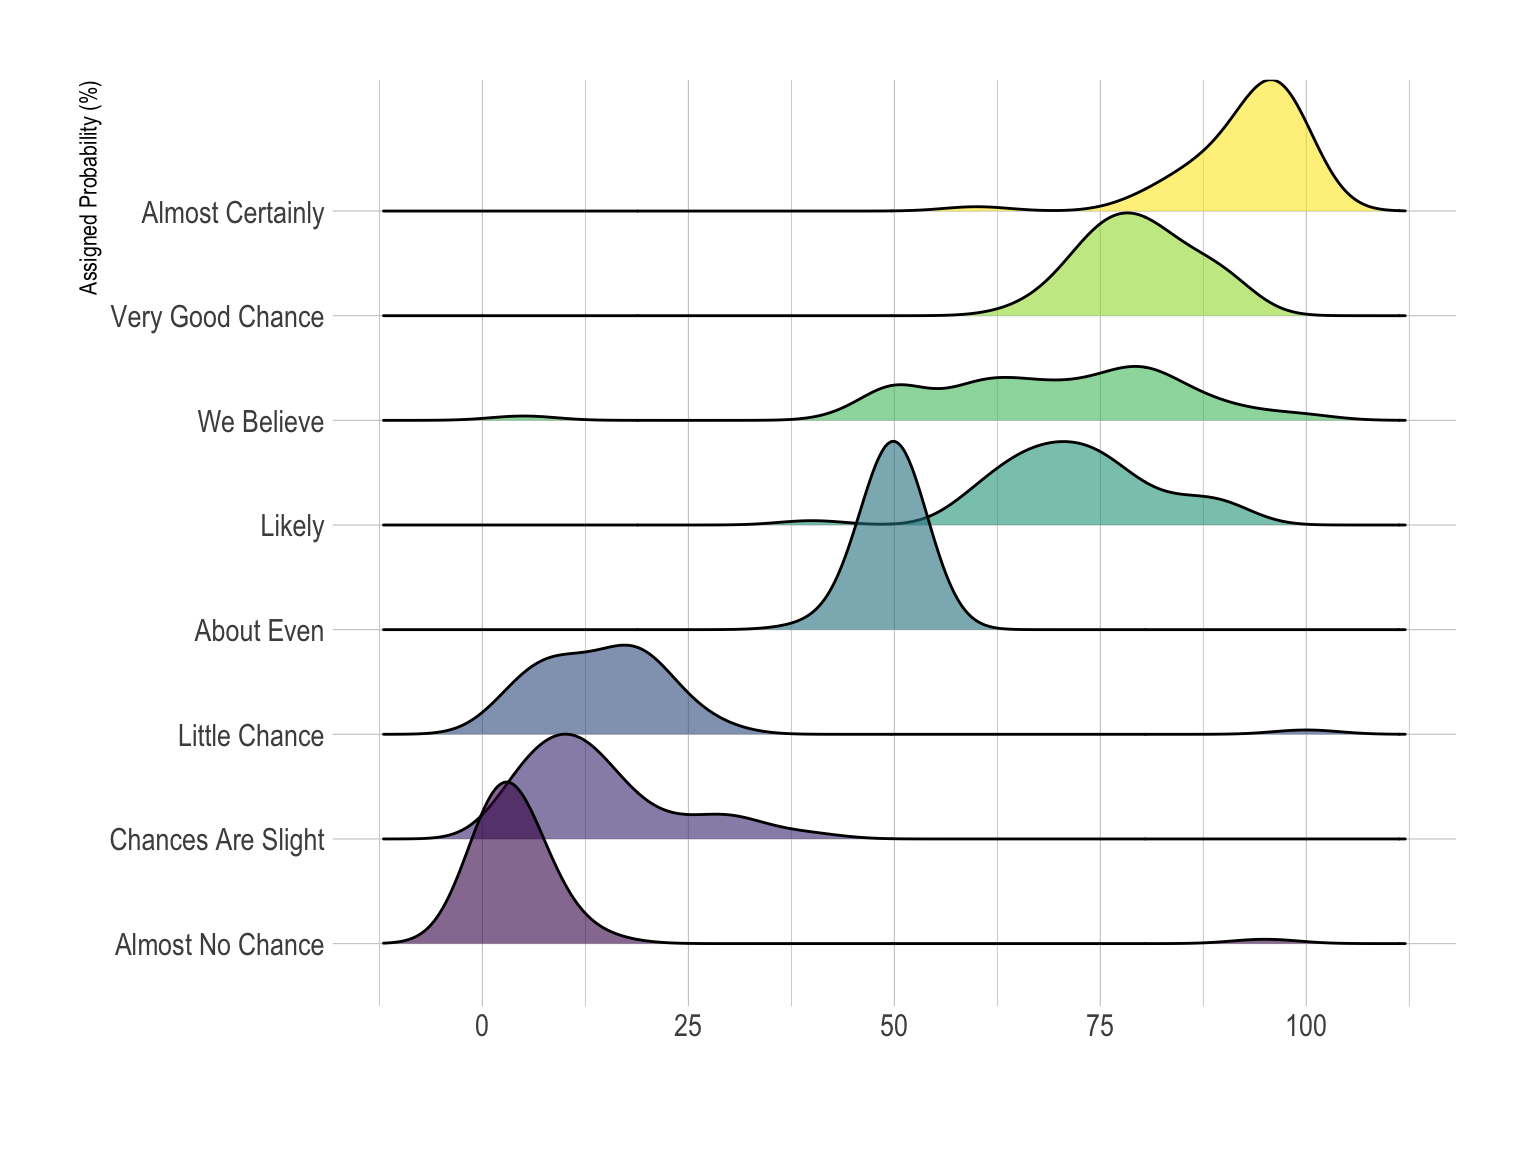 Assigned Probability (%)
Almost Certainly
Very Good Chance
We Believe
Likely
About Even
Little Chance
Chances Are Slight
Almost No Chance
0 25 50 75 100